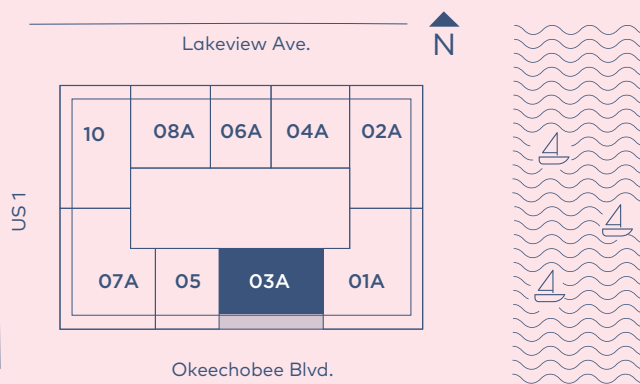 Lakeview Ave.
N
10
08A
06A
04A
02A
US 1
07A
05
03A
01A
Okeechobee Blvd.